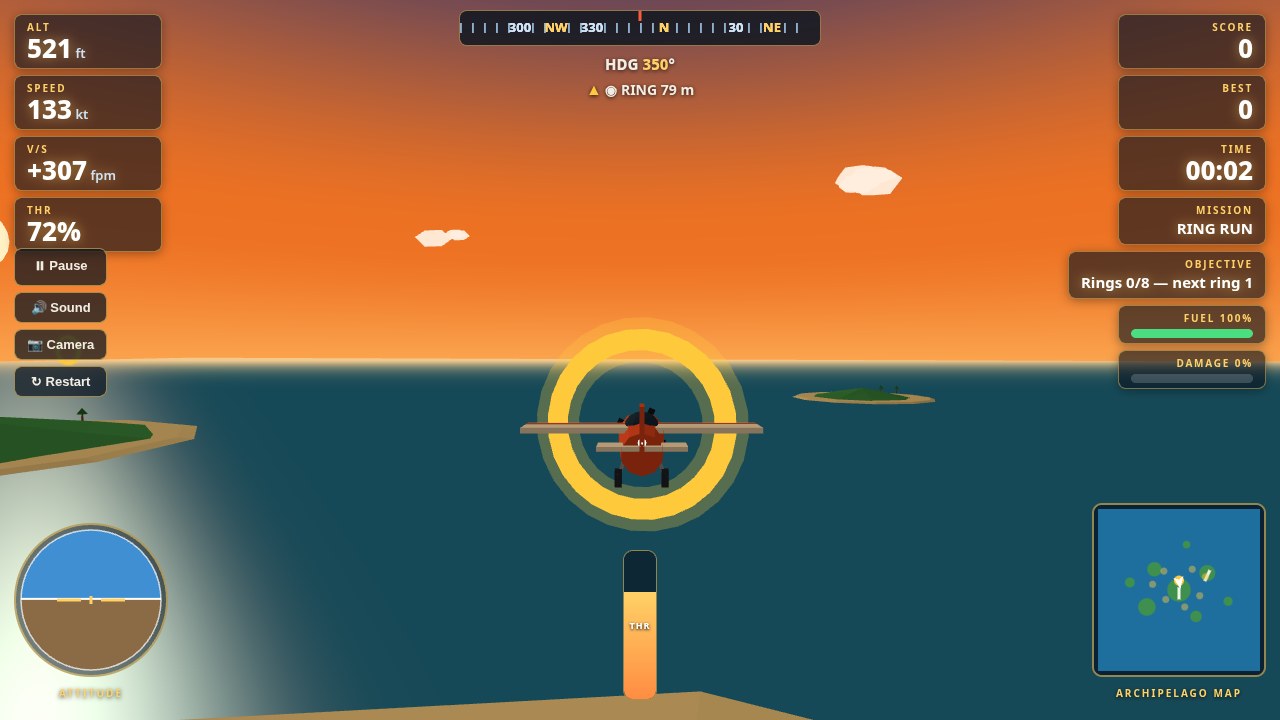 ALT
521 ft
SPEED
133 kt
V/S
+307 fpm
THR
72%
⏸ Pause
🔊 Sound
📷 Camera
↻ Restart
300 NW 330 N 30 NE
HDG 350°
▲ ◉ RING 79 m
SCORE
0
BEST
0
TIME
00:02
MISSION
RING RUN
OBJECTIVE
Rings 0/8 — next ring 1
FUEL 100%
DAMAGE 0%
THR
ATTITUDE
ARCHIPELAGO MAP